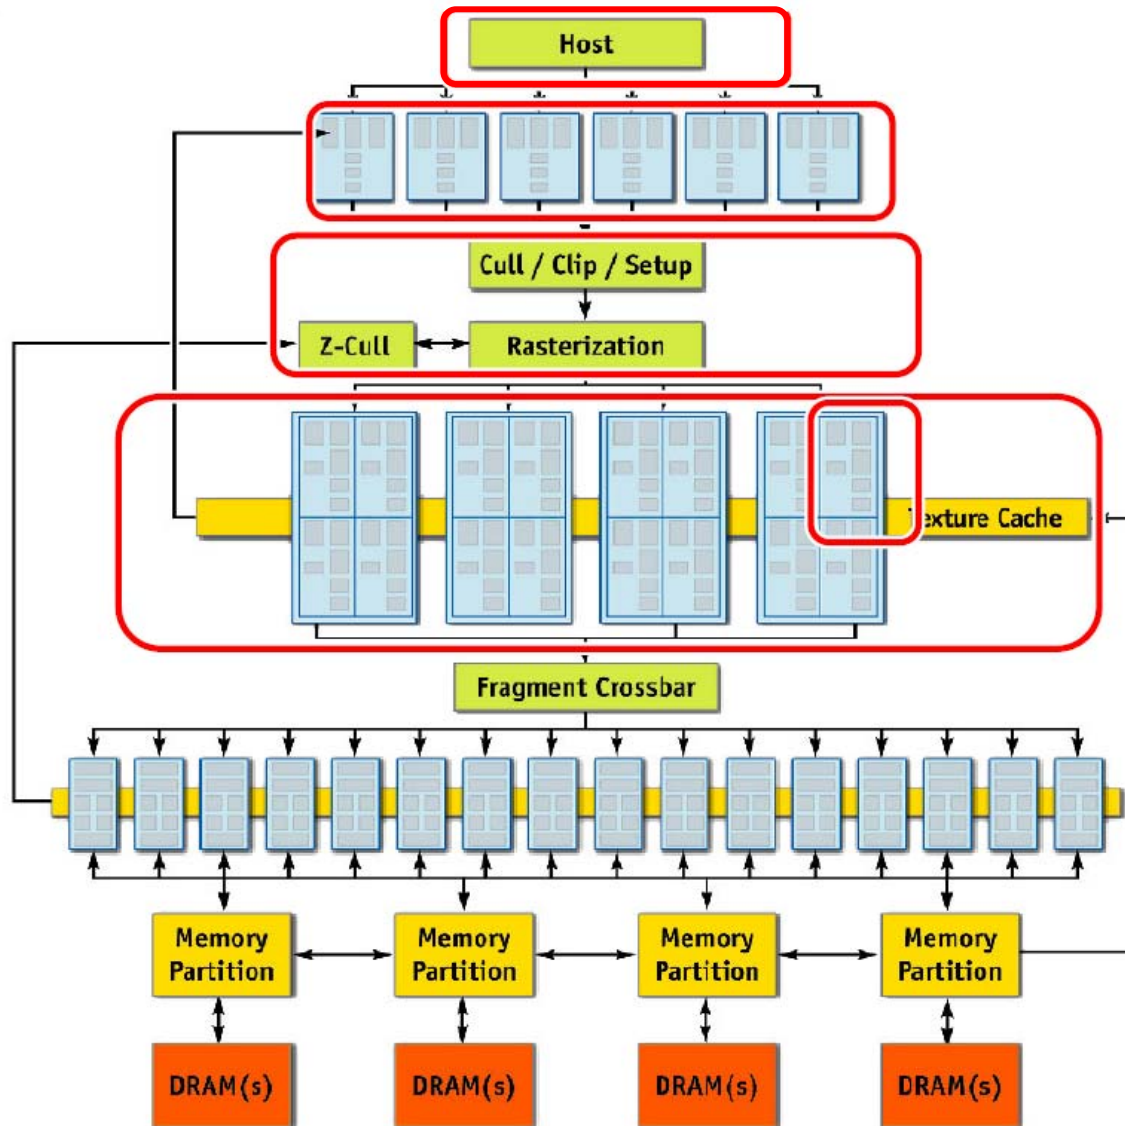 Host
Cull / Clip / Setup
Z-Cull
Rasterization
Texture Cache
Fragment Crossbar
Memory
Partition
Memory
Partition
Memory
Partition
Memory
Partition
DRAM(s)
DRAM(s)
DRAM(s)
DRAM(s)